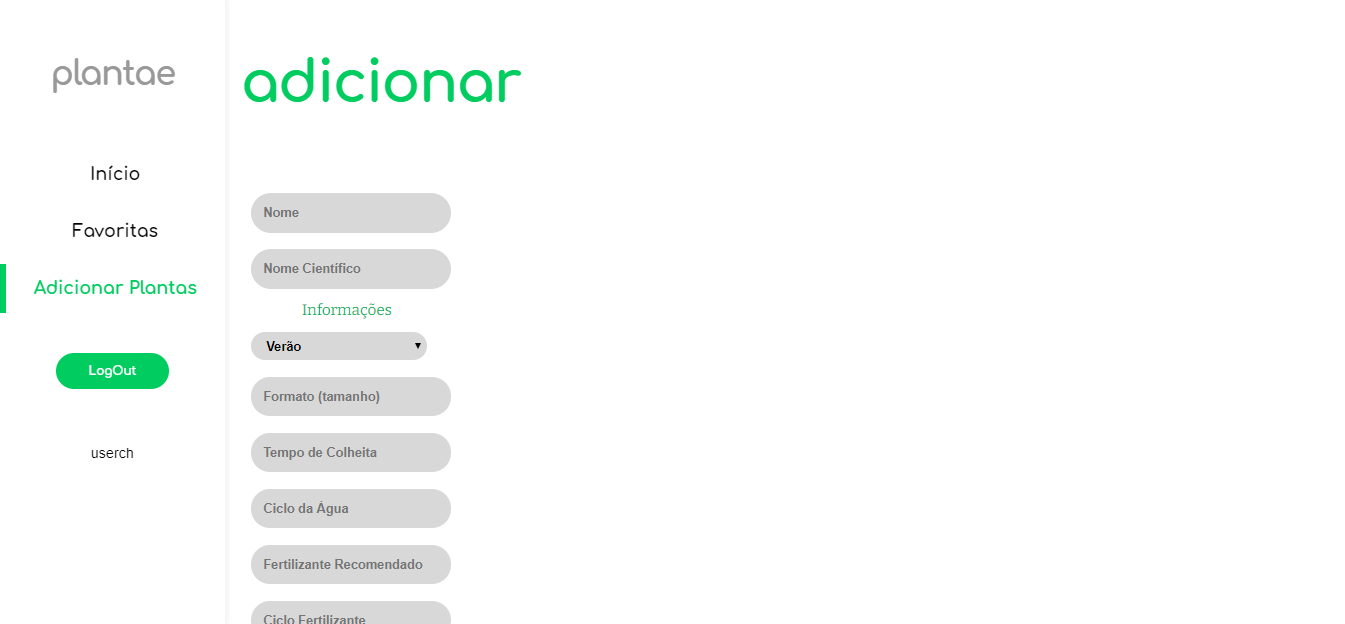 plantae
Início
Favoritas
Adicionar Plantas
LogOut
userch
adicionar
Nome
Nome Científico
Informações
Verão
Formato (tamanho)
Tempo de Colheita
Ciclo da Água
Fertilizante Recomendado
Ciclo Fertilizante